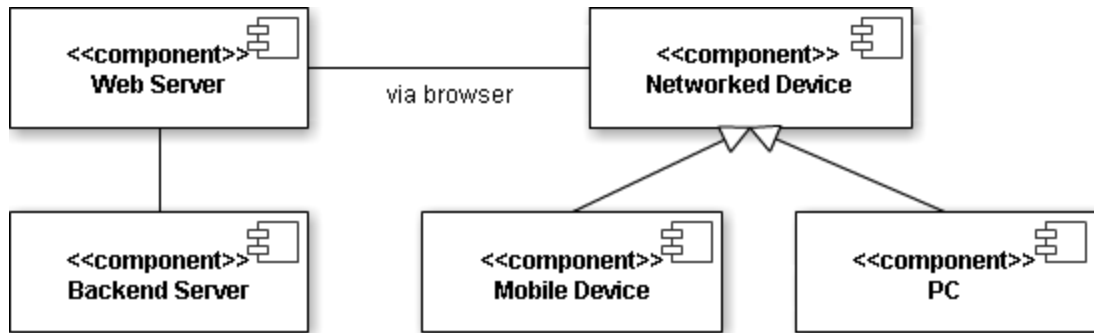 <<component>>
Web Server
via browser
<<component>>
Networked Device
<<component>>
Backend Server
<<component>>
Mobile Device
<<component>>
PC